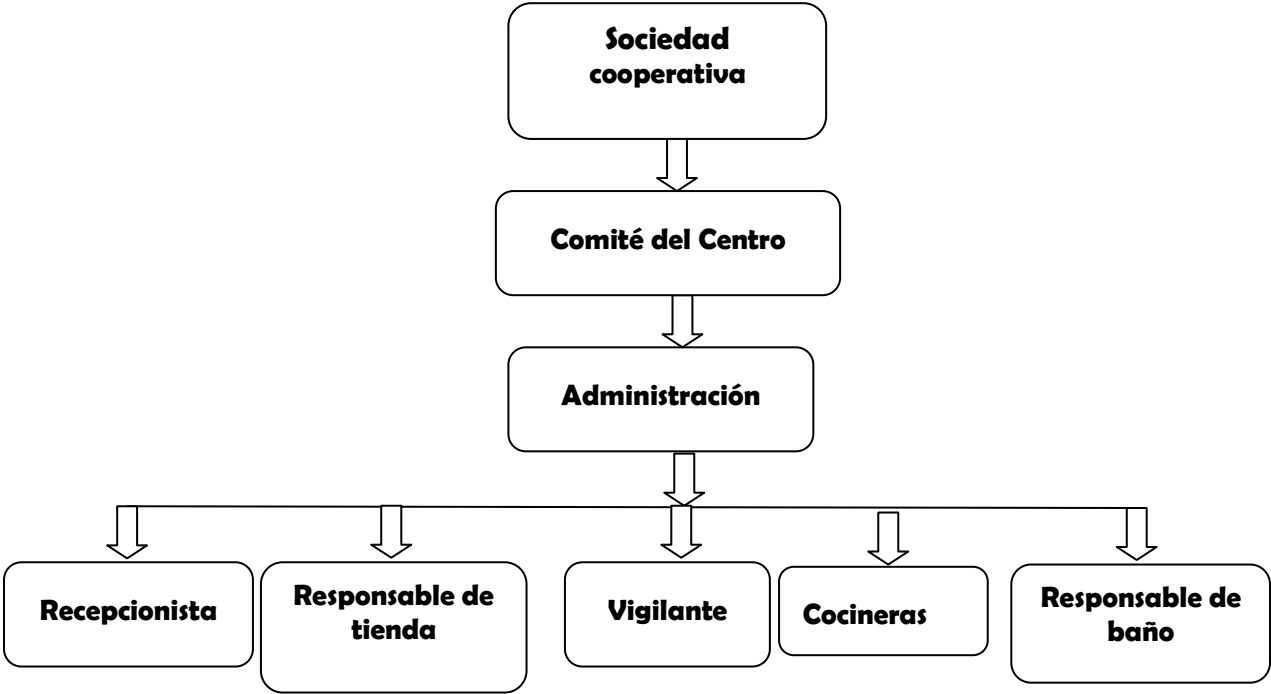 Sociedad
cooperativa
Comité del Centro
Administración
Recepcionista
Responsable de
tienda
Vigilante
Cocineras
Responsable de
baño